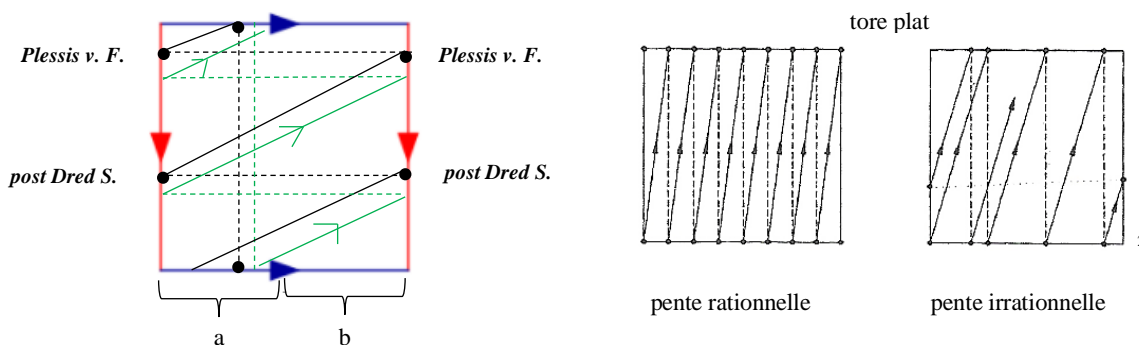 tore plat
Plessis v. F.
Plessis v. F.
post Dred S.
post Dred S.
a
b
pente rationnelle
pente irrationnelle